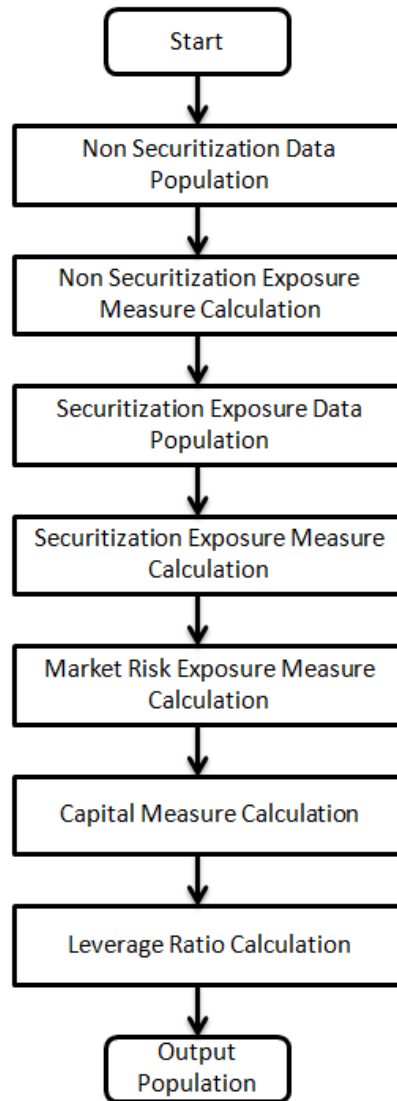 Start
Non Securitization Data
Population
Non Securitization Exposure
Measure Calculation
Securitization Exposure Data
Population
Securitization Exposure Measure
Calculation
Market Risk Exposure Measure
Calculation
Capital Measure Calculation
Leverage Ratio Calculation
Output
Population